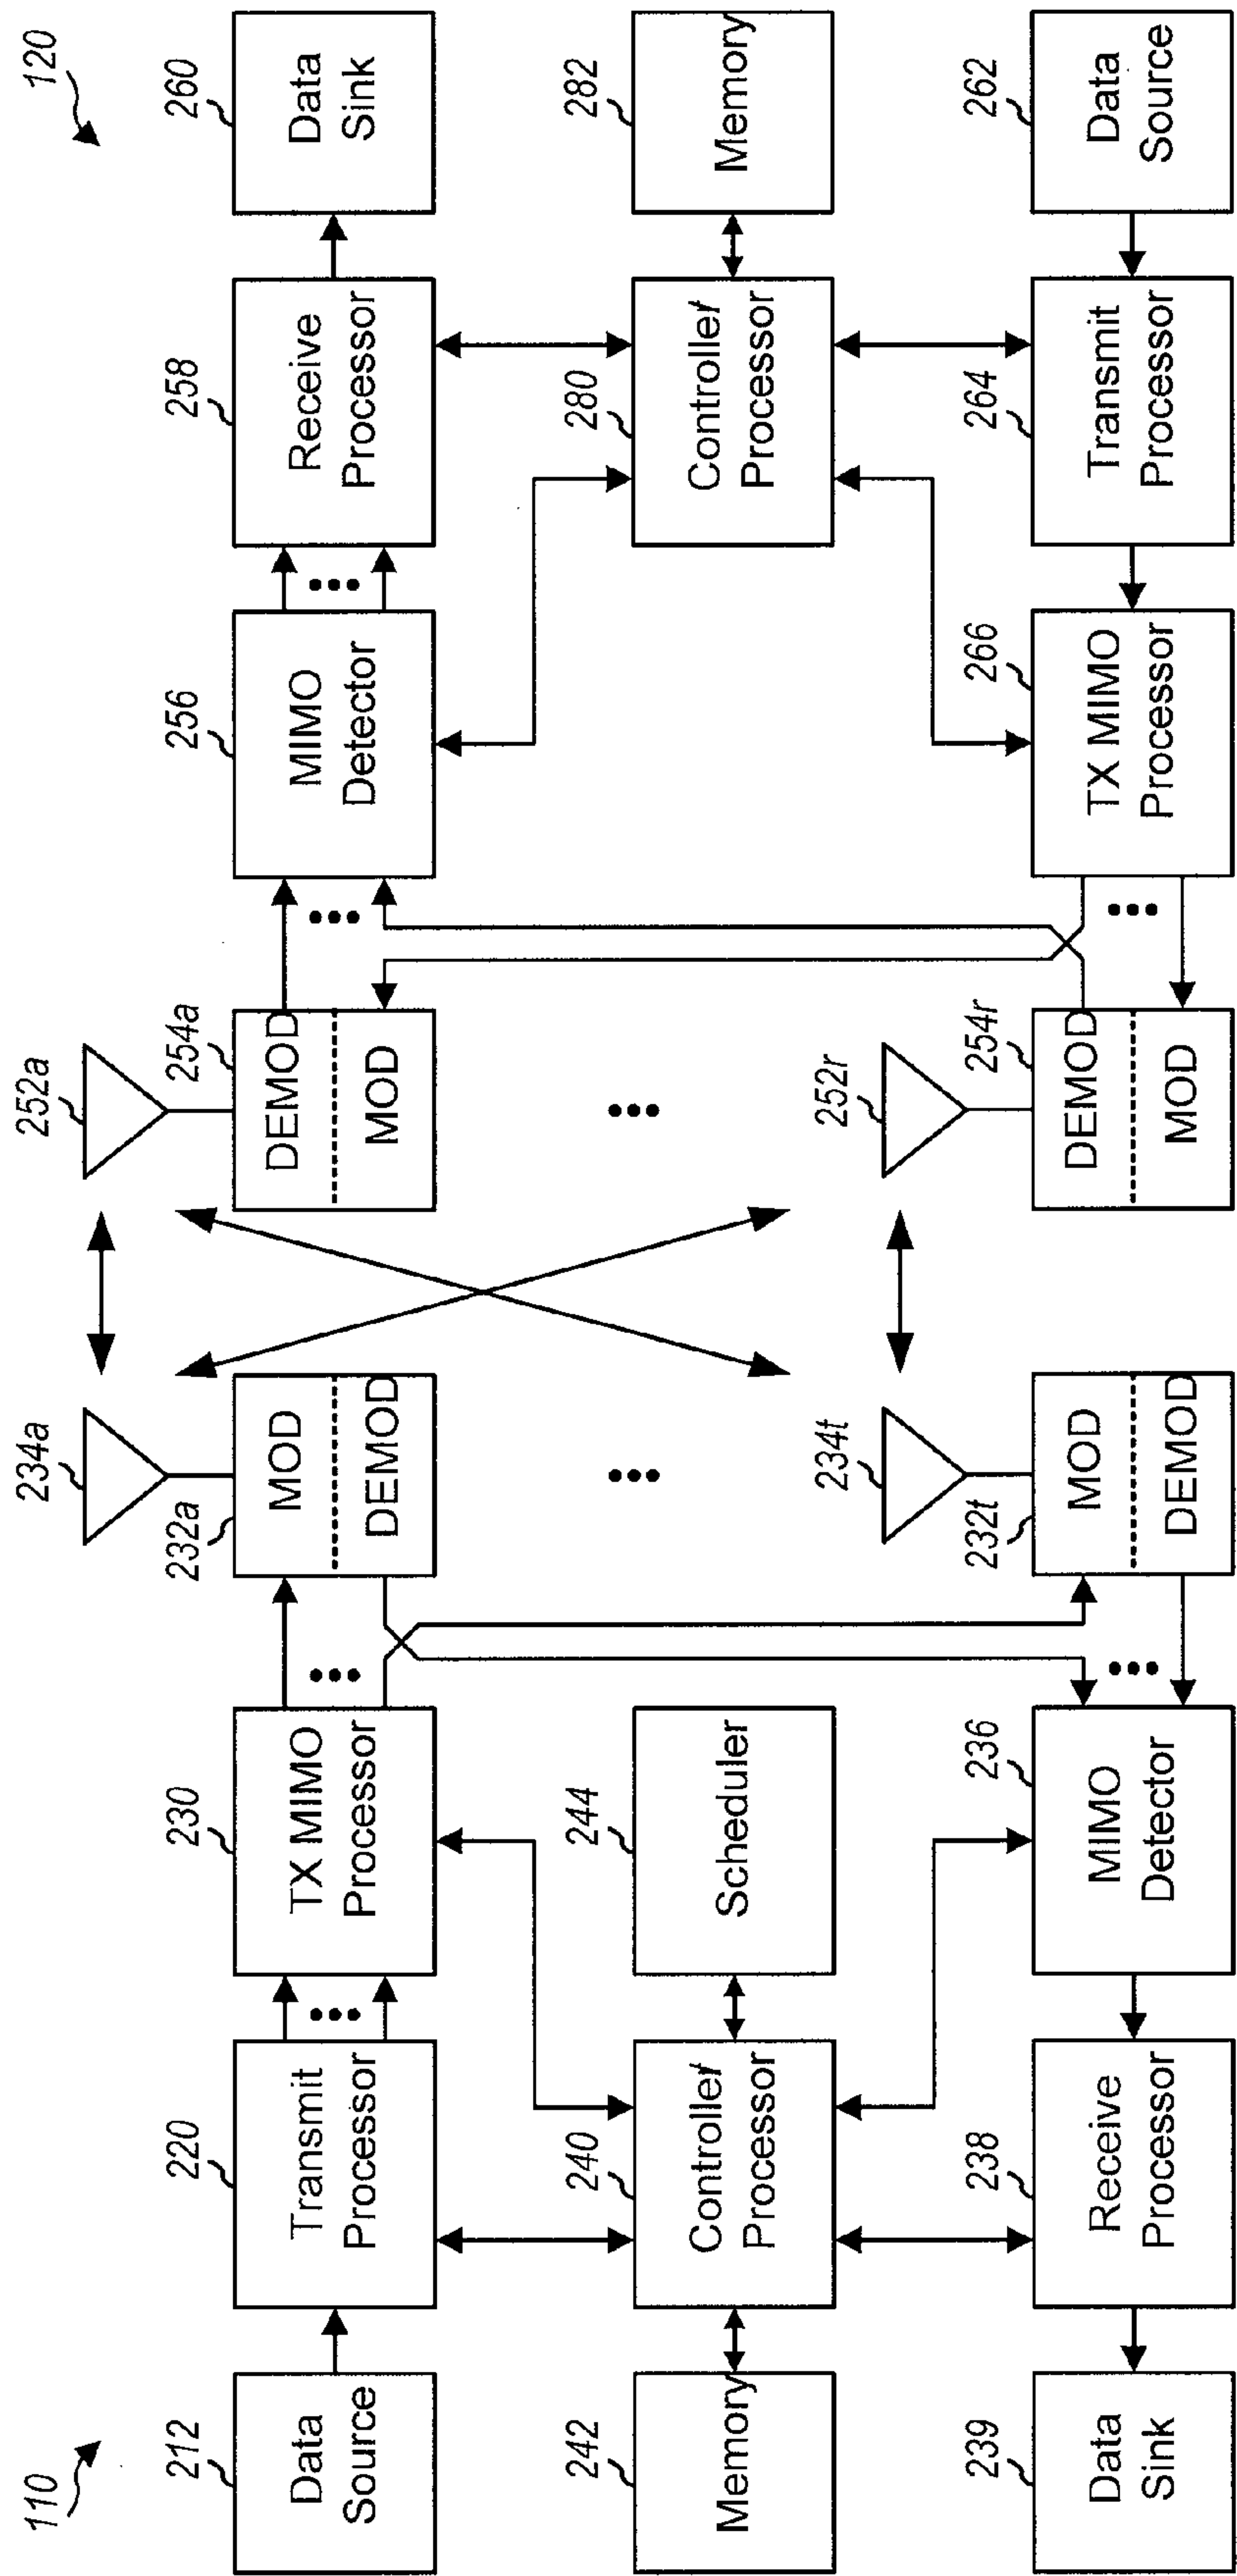 110
120
212
Data
Source
220
Transmit
Processor
230
TX MIMO
Processor
232a
MOD
DEMOD
234a
252a
254a
DEMOD
MOD
256
MIMO
Detector
258
Receive
Processor
260
Data
Sink
242
Memory
240
Controller/
Processor
244
Scheduler
280
Controller/
Processor
282
Memory
239
Data
Sink
238
Receive
Processor
236
MIMO
Detector
232t
MOD
DEMOD
234t
252r
254r
DEMOD
MOD
266
TX MIMO
Processor
264
Transmit
Processor
262
Data
Source